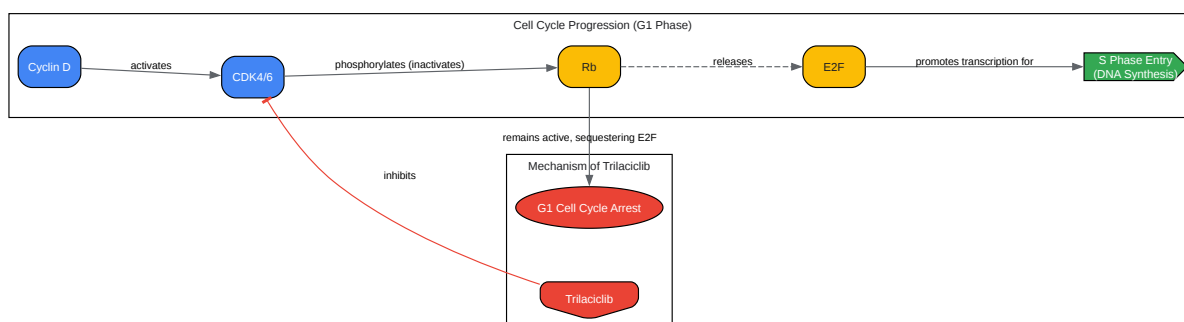 Cell Cycle Progression (G1 Phase)
Cyclin D
activates
CDK4/6
phosphorylates (inactivates)
Rb
releases
E2F
promotes transcription for
S Phase Entry
(DNA Synthesis)
remains active, sequestering E2F
Mechanism of Trilaciclib
inhibits
G1 Cell Cycle Arrest
Trilaciclib